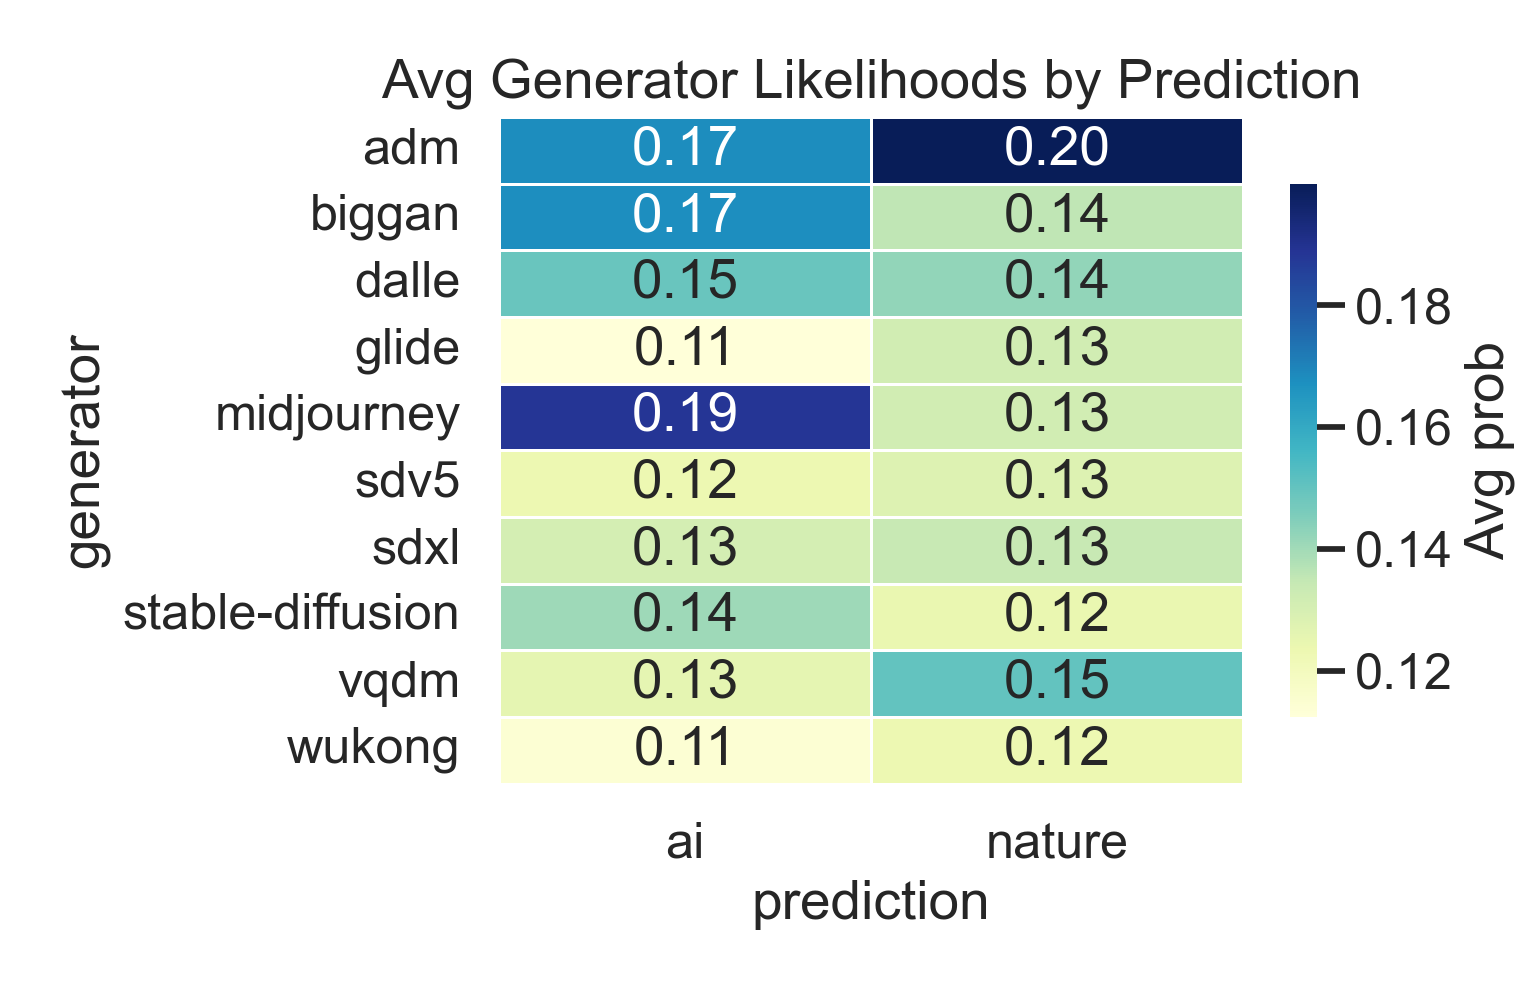 Avg Generator Likelihoods by Prediction
adm 0.17 0.20
biggan 0.17 0.14
dalle 0.15 0.14
glide 0.11 0.13
midjourney 0.19 0.13
sdv5 0.12 0.13
sdxl 0.13 0.13
stable-diffusion 0.14 0.12
vqdm 0.13 0.15
wukong 0.11 0.12
ai nature
prediction
generator
0.18
0.16
0.14
0.12
Avg prob